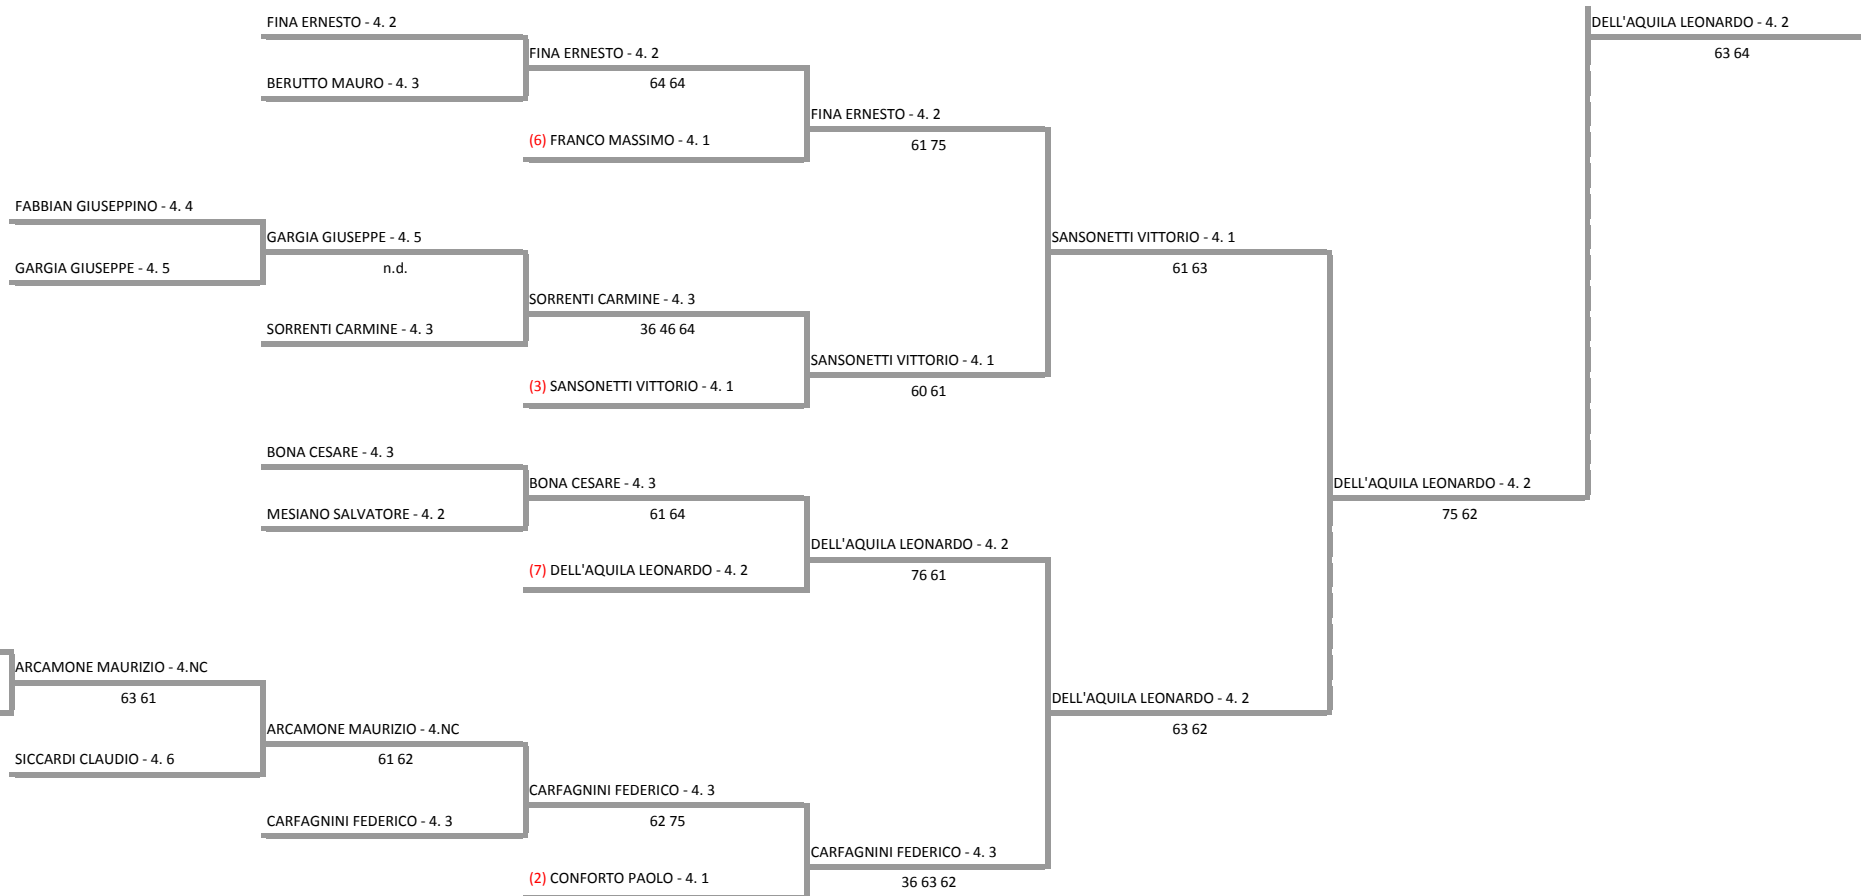 FINA ERNESTO - 4. 2
DELL'AQUILA LEONARDO - 4. 2
FINA ERNESTO - 4. 2
63 64
BERUTTO MAURO - 4. 3
64 64
FINA ERNESTO - 4. 2
(6) FRANCO MASSIMO - 4. 1
61 75
FABBIAN GIUSEPPINO - 4. 4
GARGIA GIUSEPPE - 4. 5
SANSONETTI VITTORIO - 4. 1
GARGIA GIUSEPPE - 4. 5
n.d.
61 63
SORRENTI CARMINE - 4. 3
SORRENTI CARMINE - 4. 3
36 46 64
SANSONETTI VITTORIO - 4. 1
(3) SANSONETTI VITTORIO - 4. 1
60 61
BONA CESARE - 4. 3
BONA CESARE - 4. 3
DELL'AQUILA LEONARDO - 4. 2
MESIANO SALVATORE - 4. 2
61 64
75 62
DELL'AQUILA LEONARDO - 4. 2
(7) DELL'AQUILA LEONARDO - 4. 2
76 61
ARCAMONE MAURIZIO - 4.NC
63 61
DELL'AQUILA LEONARDO - 4. 2
ARCAMONE MAURIZIO - 4.NC
63 62
SICCARDI CLAUDIO - 4. 6
61 62
CARFAGNINI FEDERICO - 4. 3
CARFAGNINI FEDERICO - 4. 3
62 75
CARFAGNINI FEDERICO - 4. 3
(2) CONFORTO PAOLO - 4. 1
36 63 62